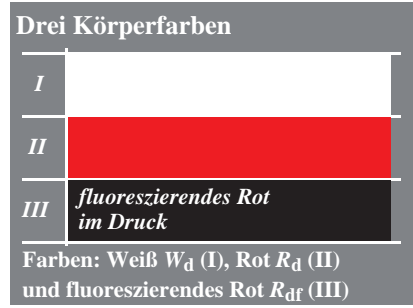 Drei Körperfarben
I
II
III
fluoreszierendes Rot
im Druck
Farben: Weiß Wd (I), Rot Rd (II)
und fluoreszierendes Rot Rdf (III)